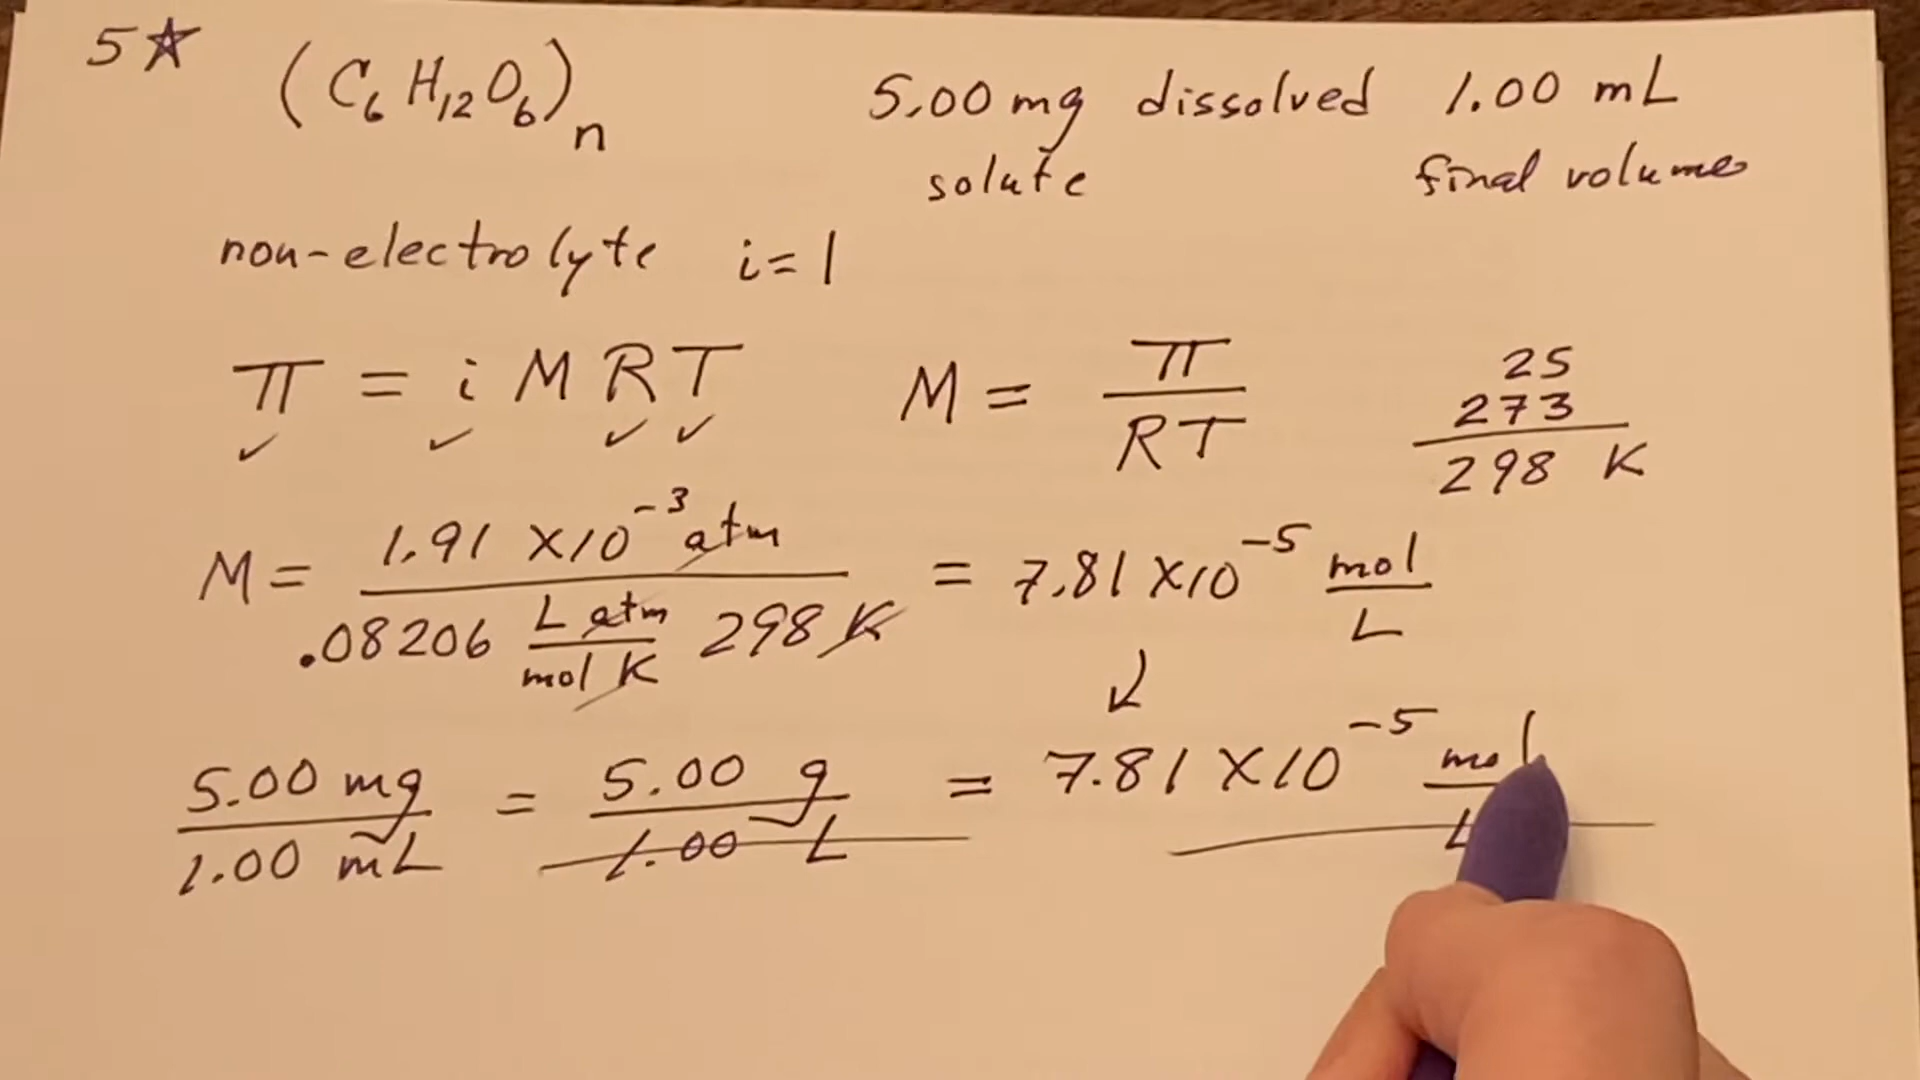 5☆ (C₆H₁₂O₆)ₙ 5.00 mg dissolved 1.00 mL
solute final volume
non-electrolyte i=1
π = i M R T M = π / RT 25
✓ ✓ ✓ ✓ 273
298 K
M = 1.91 X10⁻³ atm / .08206 L atm / mol K 298 K = 7.81 X10⁻⁵ mol / L
↙
5.00 mg / 1.00 mL = 5.00 g / 1.00 L = 7.81 X10⁻⁵ mol / L